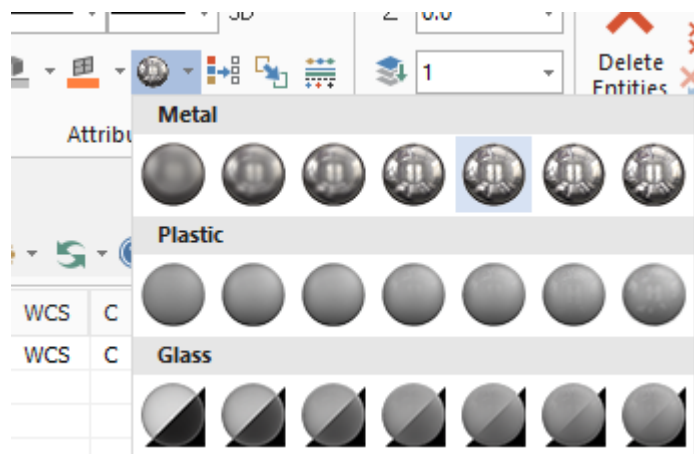 3D
Z 0.0
1
Delete
Entities
Attribu
Metal
Plastic
WCS C
WCS C
Glass